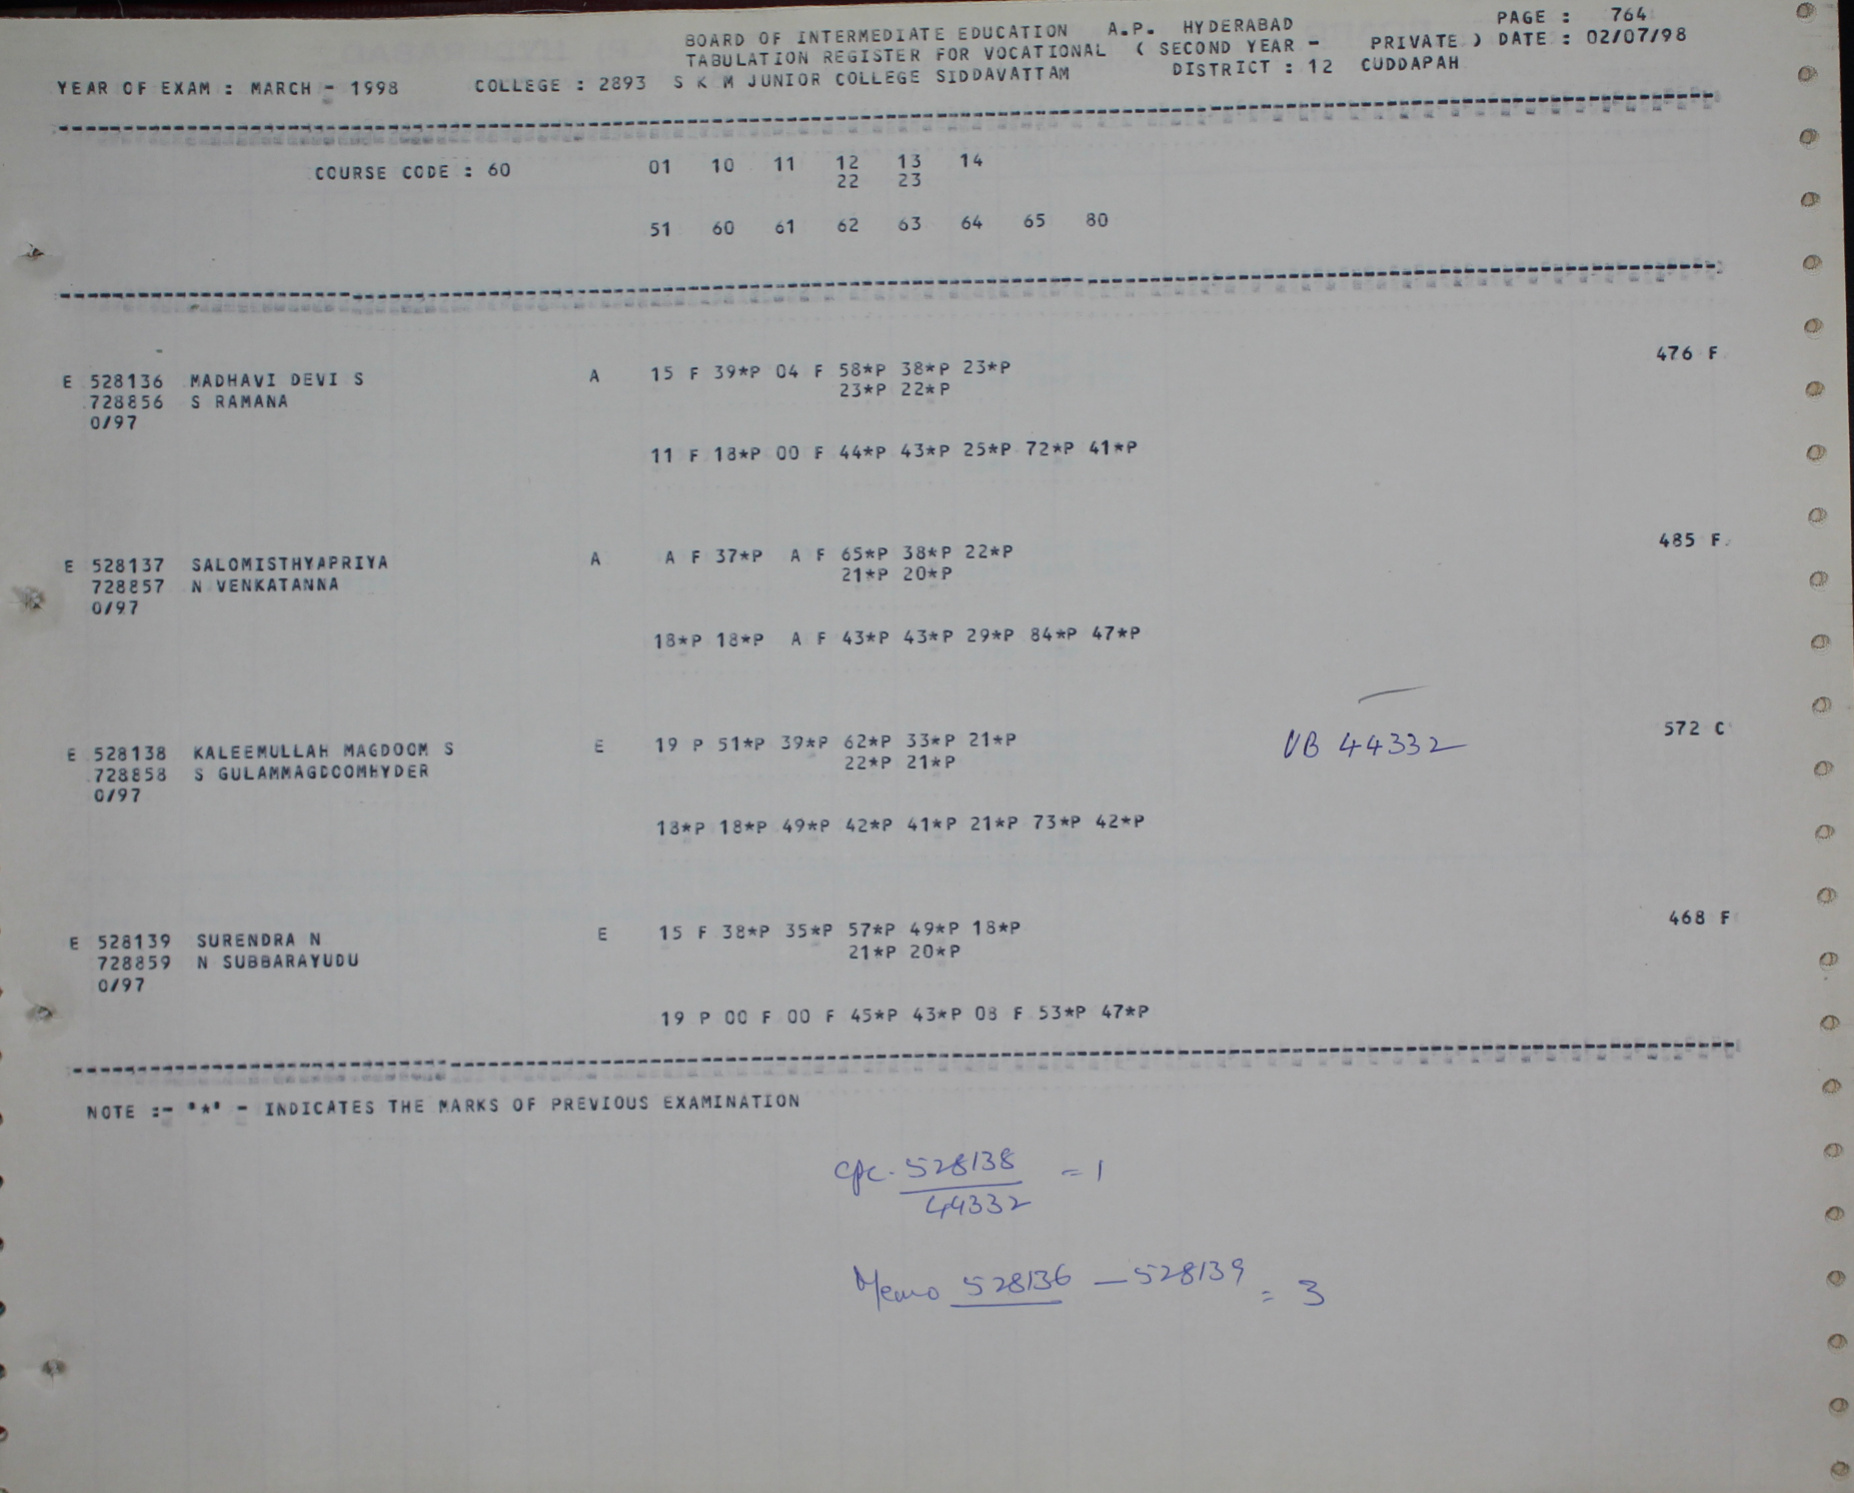 BOARD OF INTERMEDIATE EDUCATION A.P. HYDERABAD PAGE : 764
TABULATION REGISTER FOR VOCATIONAL ( SECOND YEAR - PRIVATE ) DATE : 02/07/98
YEAR OF EXAM : MARCH - 1998 COLLEGE : 2893 S K M JUNIOR COLLEGE SIDDAVATTAM DISTRICT : 12 CUDDAPAH
COURSE CODE : 60 01 10 11 12 13 14
22 23
51 60 61 62 63 64 65 80
476 F
E 528136 MADHAVI DEVI S A 15 F 39*P 04 F 58*P 38*P 23*P
728856 S RAMANA 23*P 22*P
0/97
11 F 18*P 00 F 44*P 43*P 25*P 72*P 41*P
485 F
E 528137 SALOMISTHYAPRIYA A A F 37*P A F 65*P 38*P 22*P
728857 N VENKATANNA 21*P 20*P
0/97
18*P 18*P A F 43*P 43*P 29*P 84*P 47*P
572 C
E 528138 KALEEMULLAH MAGDOOM S E 19 P 51*P 39*P 62*P 33*P 21*P VB 44332
728858 S GULAMMAGDOOMHYDER 22*P 21*P
0/97
18*P 18*P 49*P 42*P 41*P 21*P 73*P 42*P
468 F
E 528139 SURENDRA N E 15 F 38*P 35*P 57*P 49*P 18*P
728859 N SUBBARAYUDU 21*P 20*P
0/97
19 P 00 F 00 F 45*P 43*P 08 F 53*P 47*P
NOTE :- "*" - INDICATES THE MARKS OF PREVIOUS EXAMINATION
528138 = 1
44332
Memo 528136 — 528139 = 3